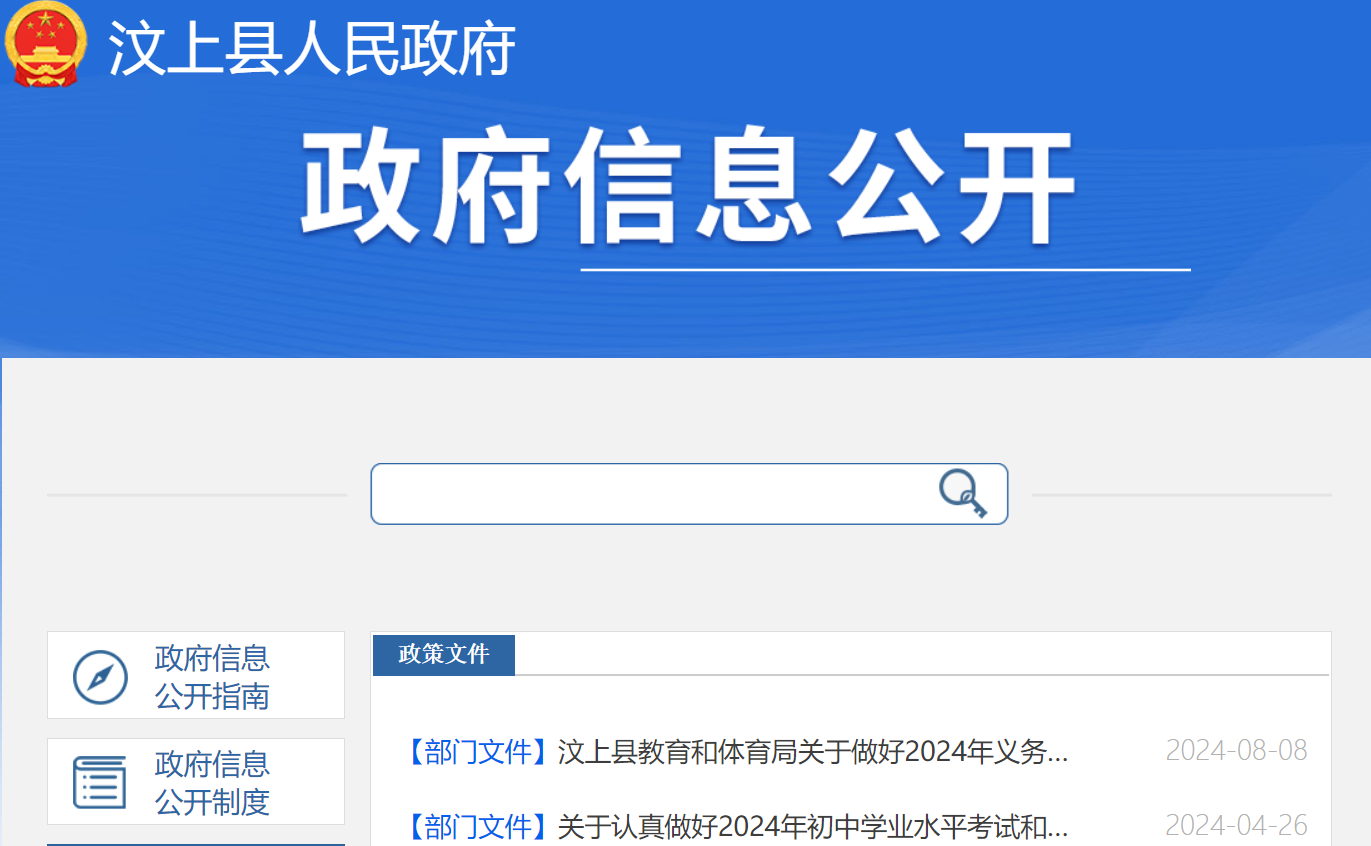 汶上县人民政府
政府信息公开
政府信息
公开指南
政府信息
公开制度
政策文件
【部门文件】汶上县教育和体育局关于做好2024年义务... 2024-08-08
【部门文件】关于认真做好2024年初中学业水平考试和... 2024-04-26